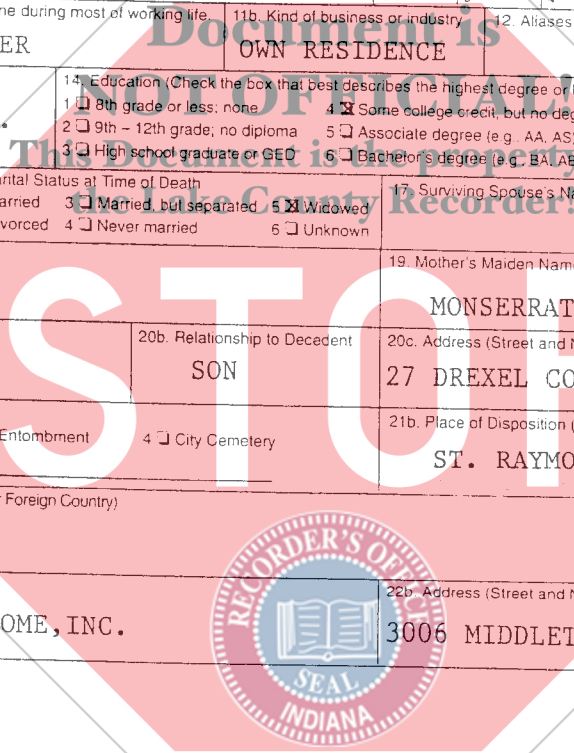 ne during most of working life.
11b. Kind of business or industry
12. Aliases
ER
OWN RESIDENCE
Document is
14. Education (Check the box that best describes the highest degree or
NOT OFFICIAL!
1 8th grade or less; none
4 X Some college credit, but no deg
2 9th – 12th grade; no diploma
5 Associate degree (e.g., AA, AS)
3 High school graduate or GED
6 Bachelor's degree (e.g., BA, AB
This Document is the property
the Lake County Recorder!
arital Status at Time of Death
17. Surviving Spouse's Na
arried 3 Married, but separated 5 X Widowed
vorced 4 Never married 6 Unknown
19. Mother's Maiden Nam
MONSERRAT
STO
20b. Relationship to Decedent
20c. Address (Street and N
SON
27 DREXEL CO
Entombment 4 City Cemetery
21b. Place of Disposition (
ST. RAYMO
Foreign Country)
RECORDER'S OFFICE
SEAL
INDIANA
22b. Address (Street and N
OME, INC.
3006 MIDDLET